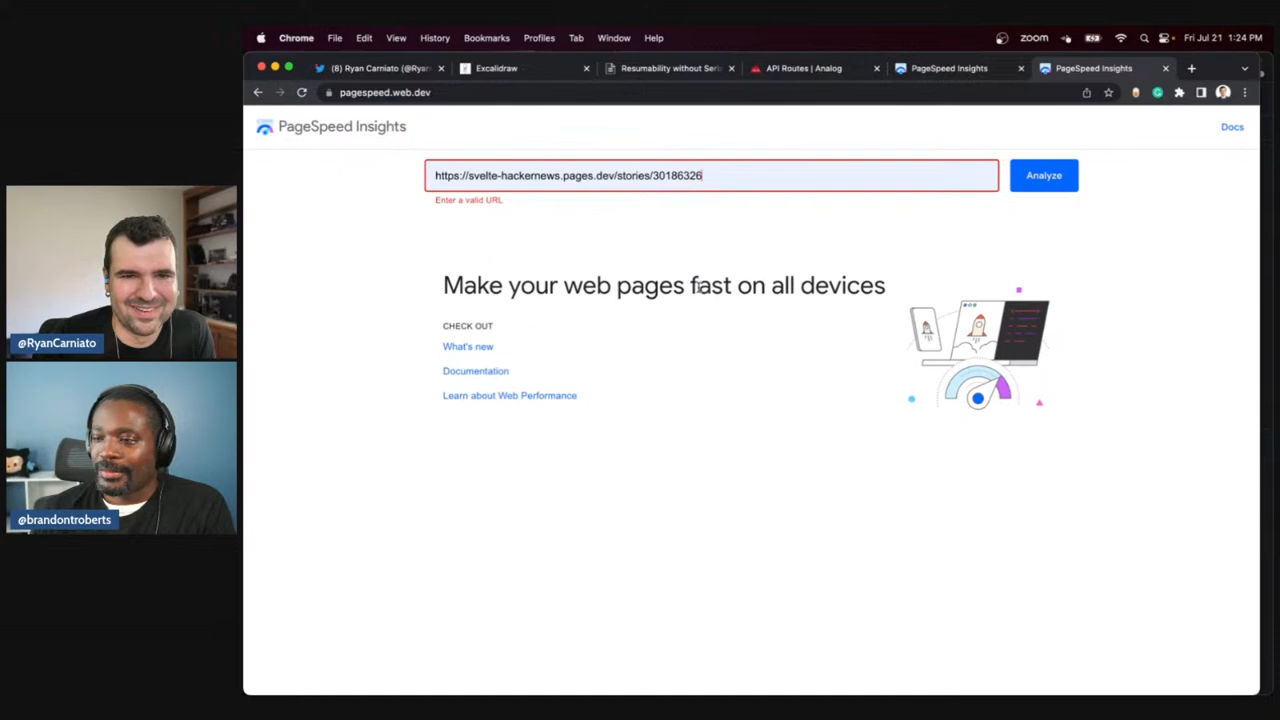 Chrome File Edit View History Bookmarks Profiles Tab Window Help
zoom Fri Jul 21 1:24 PM
(8) Ryan Carniato (@Ryan
Excalidraw
Resumability without Seri
API Routes | Analog
PageSpeed Insights
PageSpeed Insights
pagespeed.web.dev
PageSpeed Insights
Docs
https://svelte-hackernews.pages.dev/stories/30186326
Analyze
Enter a valid URL
Make your web pages fast on all devices
CHECK OUT
What's new
Documentation
Learn about Web Performance
@RyanCarniato
@brandontroberts